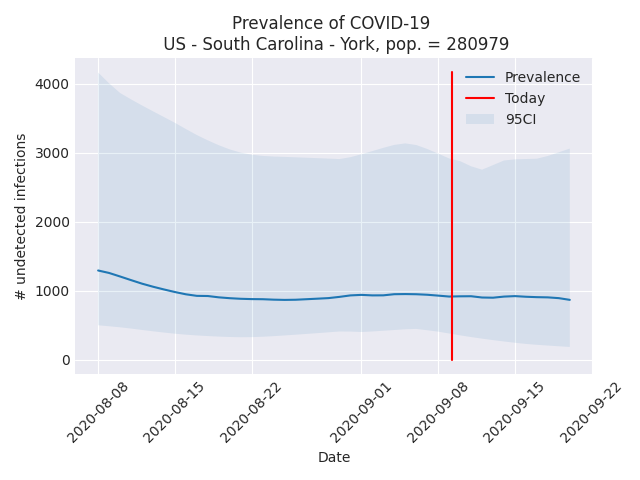 Prevalence of COVID-19
US - South Carolina - York, pop. = 280979
Prevalence
Today
95CI
# undetected infections
4000
3000
2000
1000
0
2020-08-08
2020-08-15
2020-08-22
2020-09-01
2020-09-08
2020-09-15
2020-09-22
Date